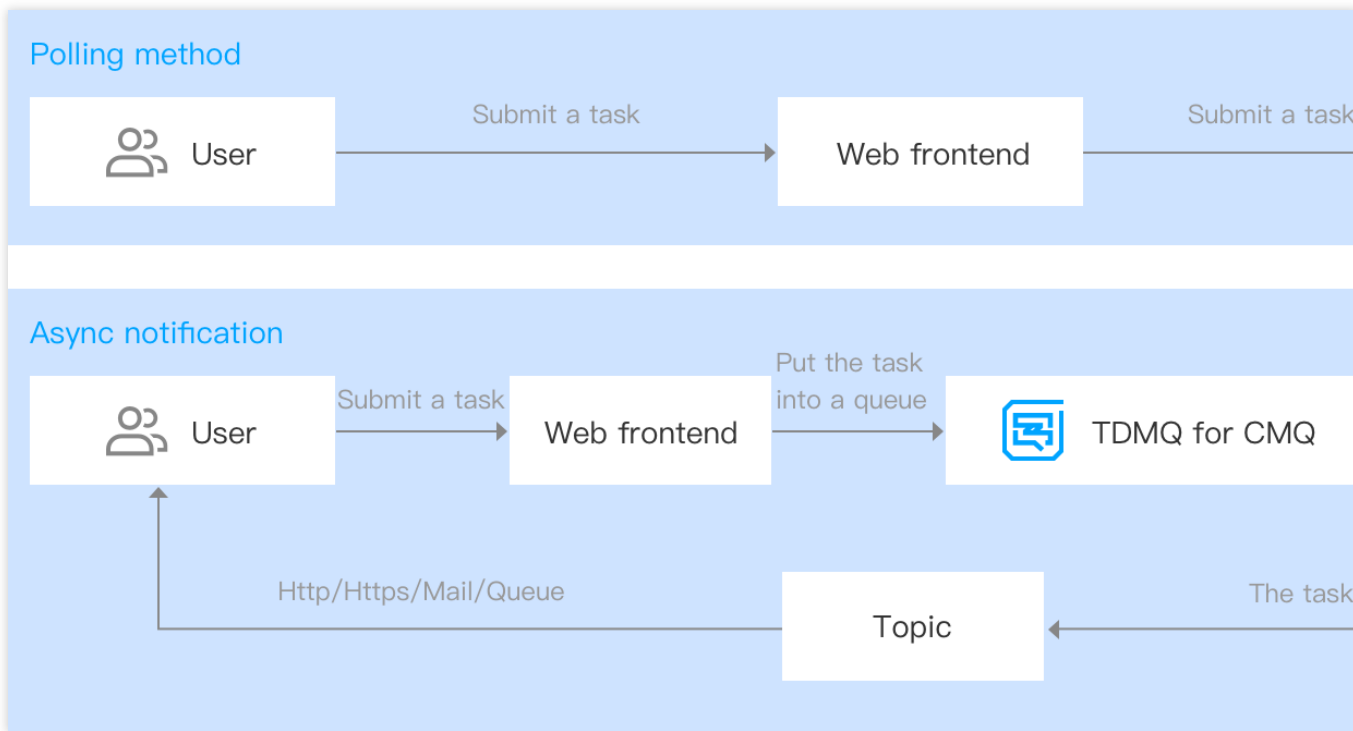 Polling method
Submit a task
Submit a task
User
Web frontend
Async notification
Put the task
into a queue
Submit a task
User
Web frontend
TDMQ for CMQ
Http/Https/Mail/Queue
The task
Topic